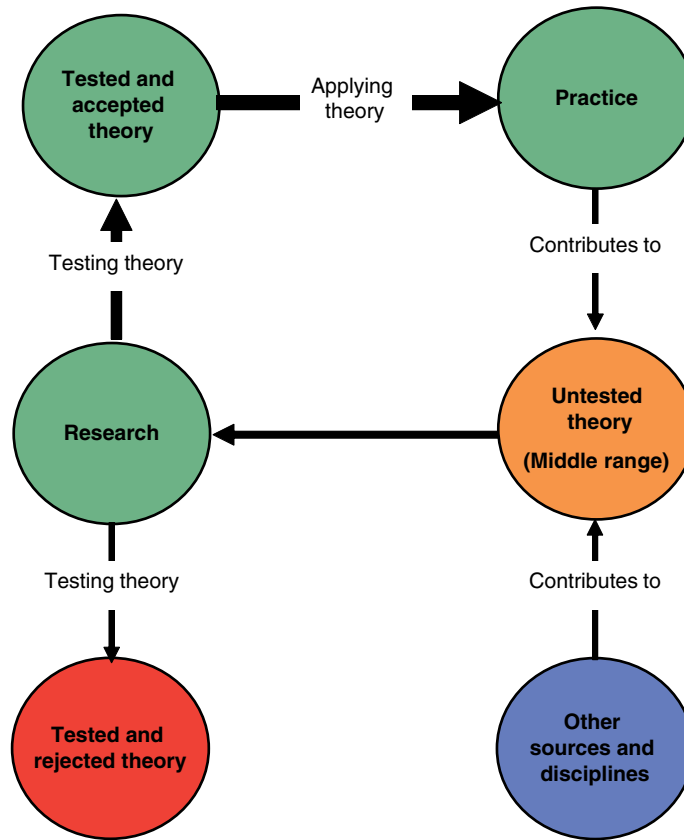 Tested and
accepted
theory
Applying
theory
Practice
Testing theory
Contributes to
Research
Untested
theory
(Middle range)
Testing theory
Contributes to
Tested and
rejected theory
Other
sources and
disciplines